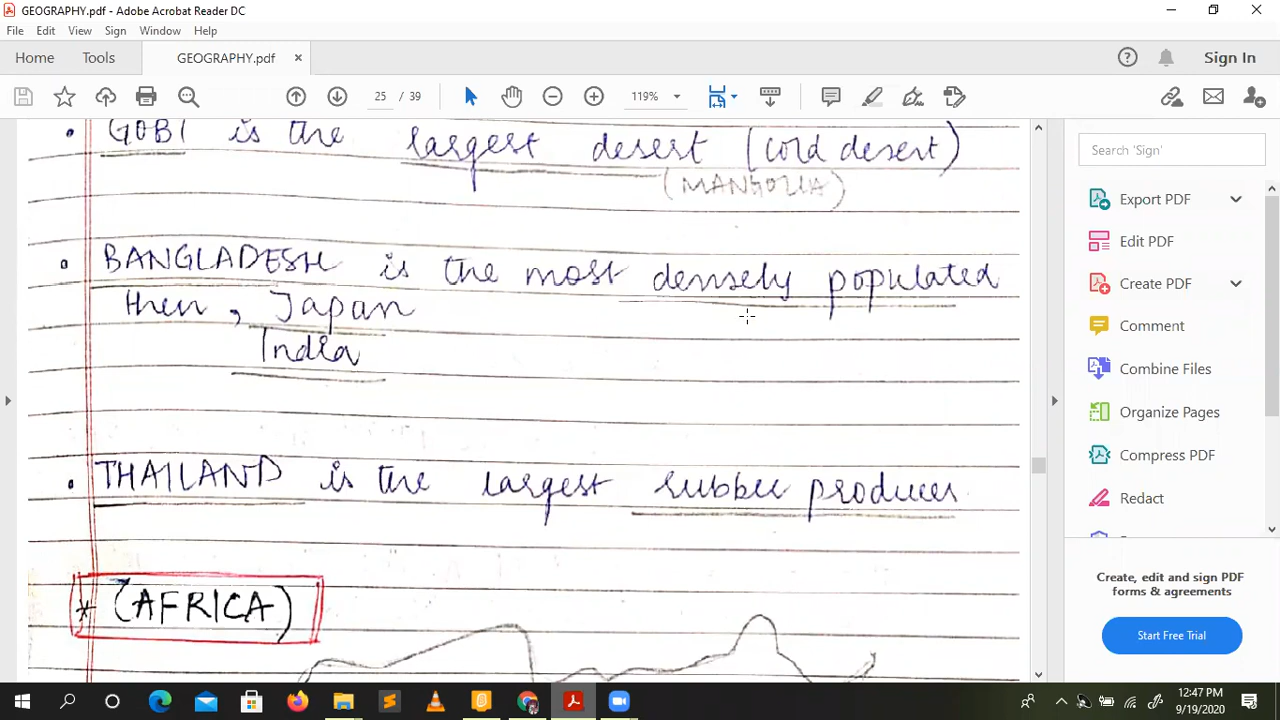 GEOGRAPHY.pdf - Adobe Acrobat Reader DC
File Edit View Sign Window Help
Home Tools GEOGRAPHY.pdf × Sign In
25 / 39 119%
• GOBI is the largest desert (cold desert)
(MANGOLIA)
• BANGLADESH is the most densely populated
then, Japan
India
• THAILAND is the largest rubber producer
* (AFRICA)
Search 'Sign'
Export PDF
Edit PDF
Create PDF
Comment
Combine Files
Organize Pages
Compress PDF
Redact
Create, edit and sign PDF
forms & agreements
Start Free Trial
12:47 PM
9/19/2020